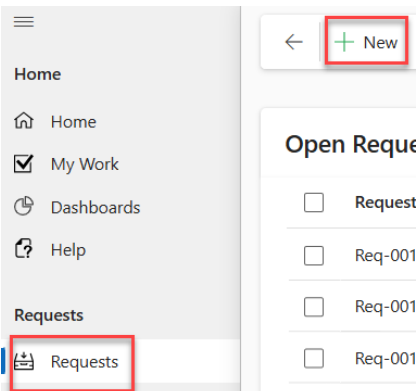 Home
Home
My Work
Dashboards
Help
Requests
Requests
New
Open Reque
Request
Req-001
Req-001
Req-001